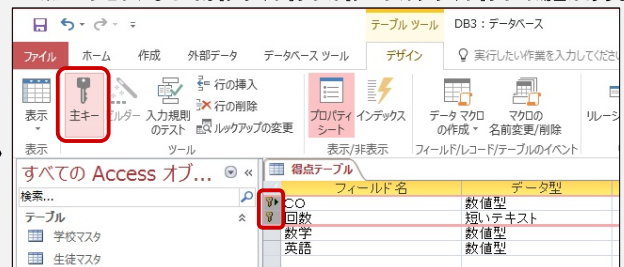 テーブル ツール DB3：データベース
ファイル ホーム 作成 外部データ データベース ツール デザイン 実行したい作業を入力してくださ
表示 主キー ルダー 入力規則のテスト 行の挿入 行の削除 ルックアップの変更 プロパティ シート インデックス データ マクロの作成 マクロの名前変更/削除 リレーシ
表示 ツール 表示/非表示 フィールド/レコード/テーブルのイベント
すべての Access オブ... « 得点テーブル
フィールド名 データ型
検索...
CO 数値型
テーブル 回数 短いテキスト
学校マスタ 数学 数値型
英語 数値型
生徒マスタ